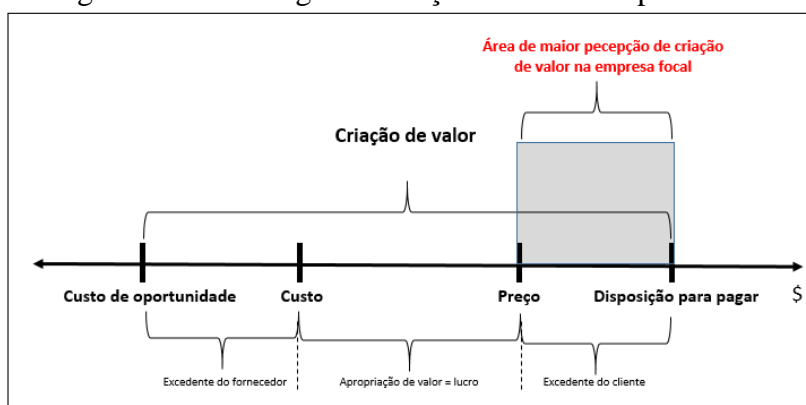 Área de maior pecepção de criação
de valor na empresa focal
Criação de valor
Custo de oportunidade Custo Preço Disposição para pagar $
Excedente do fornecedor Apropriação de valor = lucro Excedente do cliente